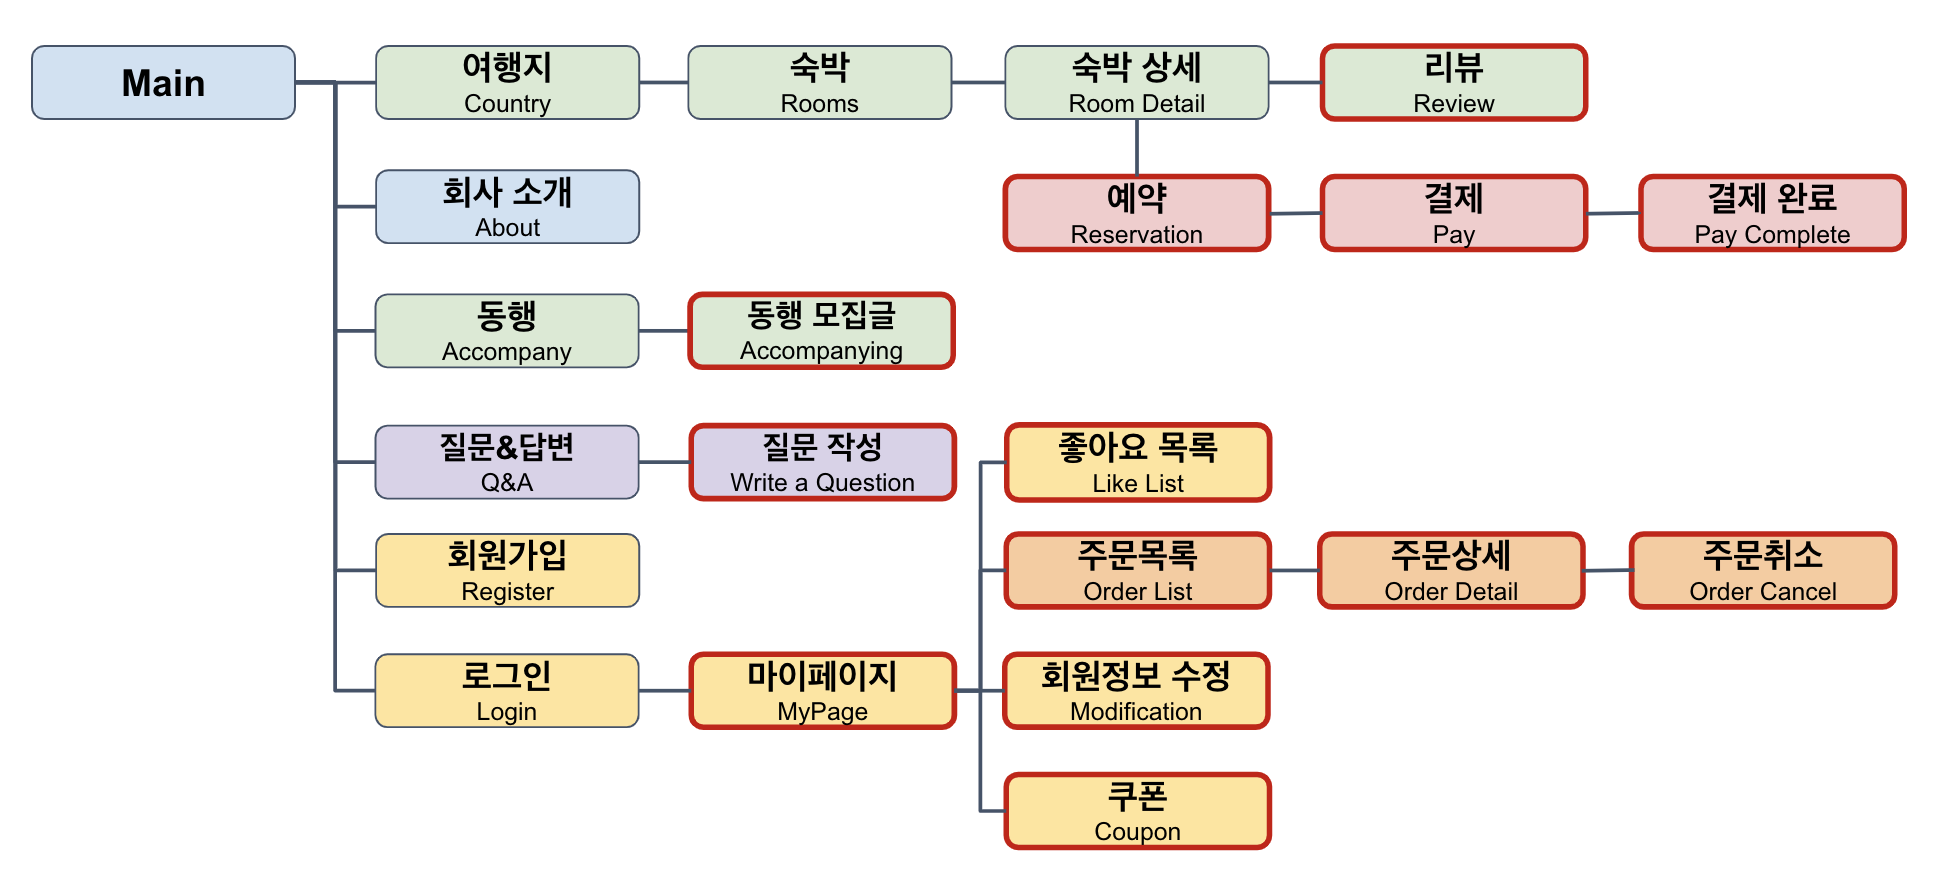 Main
여행지
Country
숙박
Rooms
숙박 상세
Room Detail
리뷰
Review
회사 소개
About
예약
Reservation
결제
Pay
결제 완료
Pay Complete
동행
Accompany
동행 모집글
Accompanying
질문&답변
Q&A
질문 작성
Write a Question
좋아요 목록
Like List
회원가입
Register
주문목록
Order List
주문상세
Order Detail
주문취소
Order Cancel
로그인
Login
마이페이지
MyPage
회원정보 수정
Modification
쿠폰
Coupon